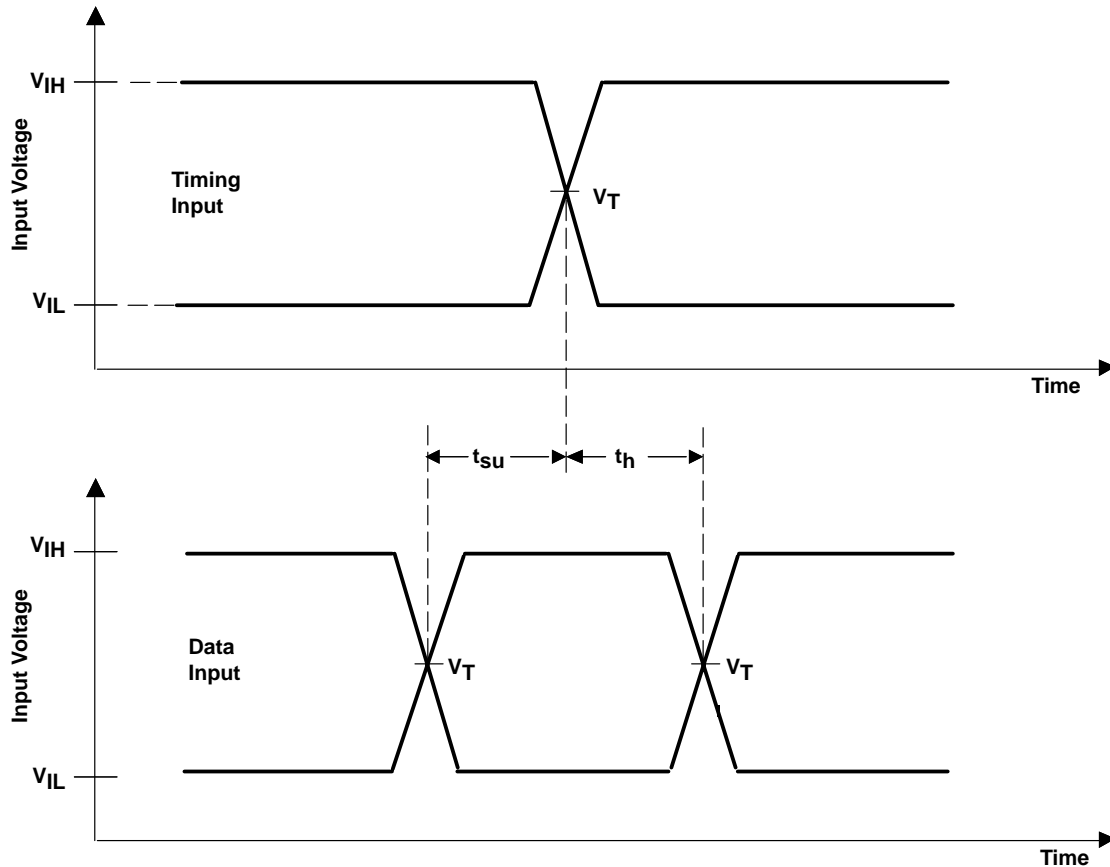 VIH
Input Voltage
Timing
Input
VT
VIL
Time
tsu
th
VIH
Input Voltage
Data
Input
VT
VT
VIL
Time